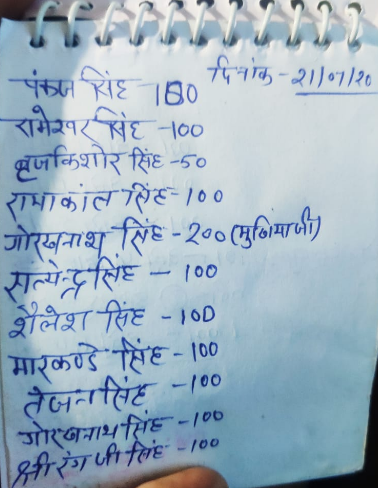 दिनांक - 21/07/20
पंकज सिंह - 100
रामेश्वर सिंह - 100
बृजकिशोर सिंह - 50
रामाकांत सिंह - 100
गोरखनाथ सिंह - 200 (मुखियाजी)
सत्येन्द्र सिंह - 100
शैलेश सिंह - 100
मारकण्डे सिंह - 100
तेजन सिंह - 100
गोरखनाथ सिंह - 100
श्री रंग जी सिंह - 100